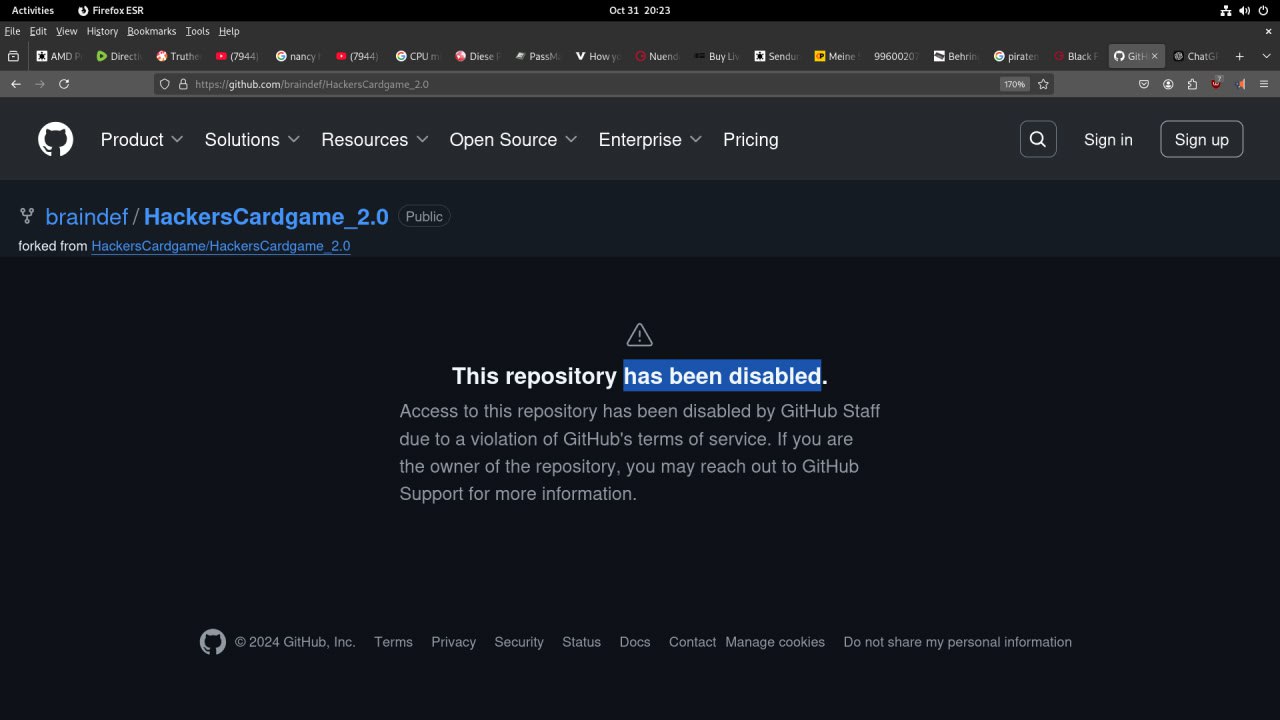 Activities Firefox ESR Oct 31 20:23
File Edit View History Bookmarks Tools Help
AMD Directi Truthe (7944) nancy (7944) CPU m Diese PassMa How yo Nuend Buy Liv Sendu Meine 99600207 Behrin piraten Black F GitH ChatG
https://github.com/braindef/HackersCardgame_2.0 170%
Product Solutions Resources Open Source Enterprise Pricing Sign in Sign up
braindef / HackersCardgame_2.0 Public
forked from HackersCardgame/HackersCardgame_2.0
This repository has been disabled.
Access to this repository has been disabled by GitHub Staff
due to a violation of GitHub's terms of service. If you are
the owner of the repository, you may reach out to GitHub
Support for more information.
© 2024 GitHub, Inc. Terms Privacy Security Status Docs Contact Manage cookies Do not share my personal information